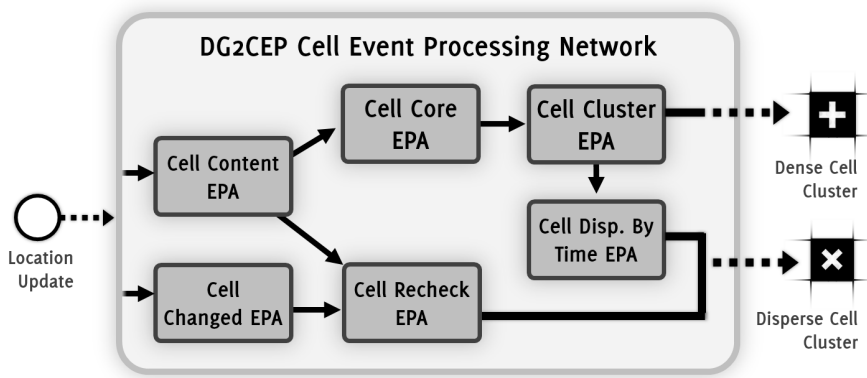 DG2CEP Cell Event Processing Network
Cell Core
EPA
Cell Cluster
EPA
Cell Content
EPA
Dense Cell
Cluster
Cell Disp. By
Time EPA
Location
Update
Cell
Changed EPA
Cell Recheck
EPA
Disperse Cell
Cluster